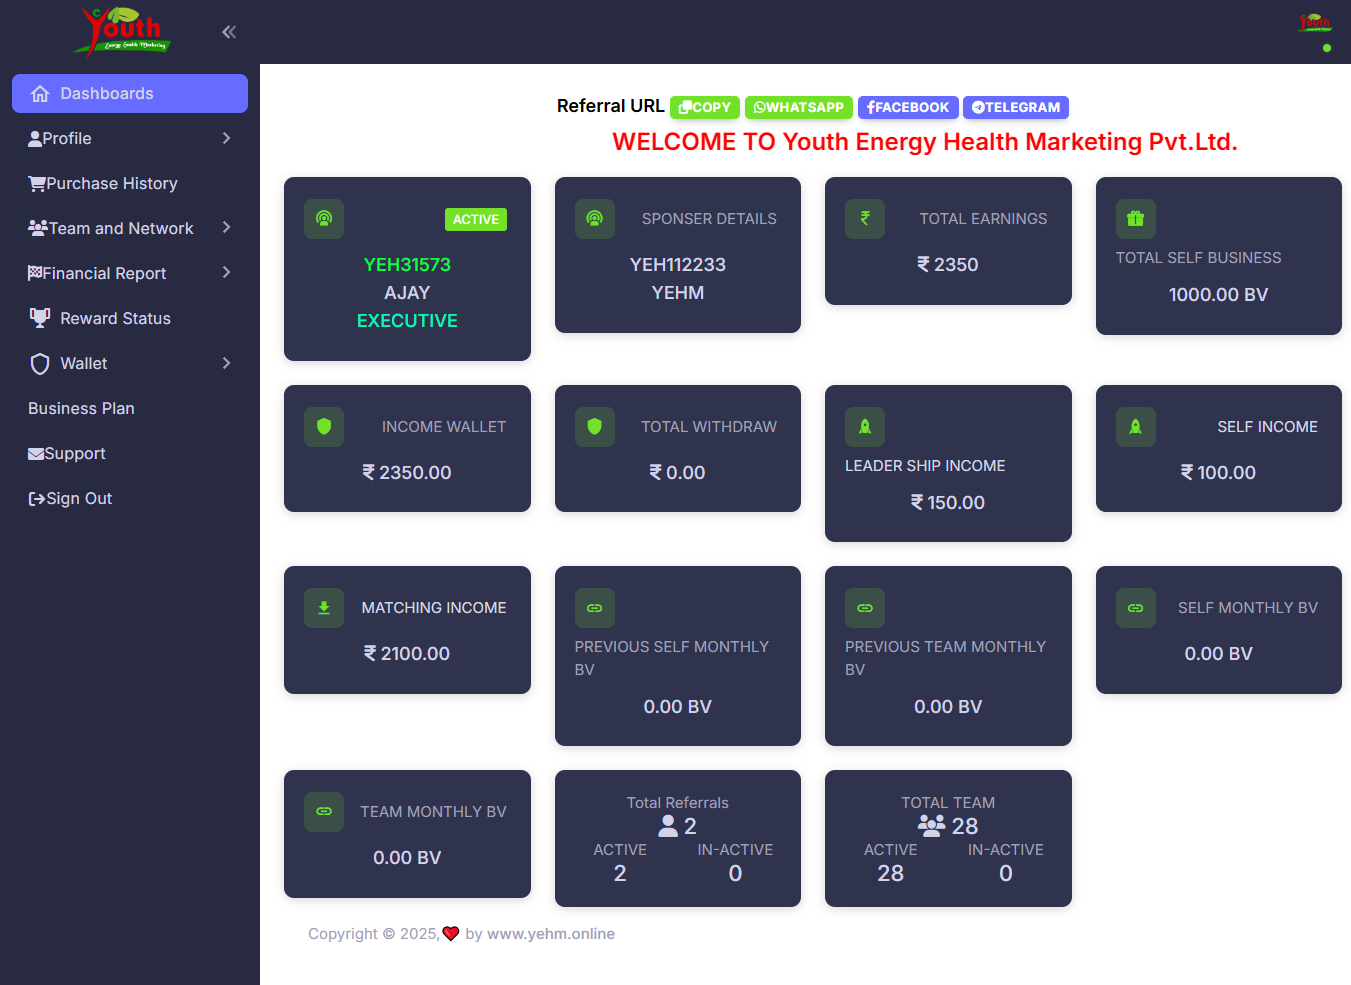 Youth
Energy Health Marketing
Dashboards
Profile
Purchase History
Team and Network
Financial Report
Reward Status
Wallet
Business Plan
Support
Sign Out
Youth
Referral URL COPY WHATSAPP FACEBOOK TELEGRAM
WELCOME TO Youth Energy Health Marketing Pvt.Ltd.
ACTIVE
YEH31573
AJAY
EXECUTIVE
SPONSER DETAILS
YEH112233
YEHM
TOTAL EARNINGS
₹ 2350
TOTAL SELF BUSINESS
1000.00 BV
INCOME WALLET
₹ 2350.00
TOTAL WITHDRAW
₹ 0.00
LEADER SHIP INCOME
₹ 150.00
SELF INCOME
₹ 100.00
MATCHING INCOME
₹ 2100.00
PREVIOUS SELF MONTHLY
BV
0.00 BV
PREVIOUS TEAM MONTHLY
BV
0.00 BV
SELF MONTHLY BV
0.00 BV
TEAM MONTHLY BV
0.00 BV
Total Referrals
2
ACTIVE IN-ACTIVE
2 0
TOTAL TEAM
28
ACTIVE IN-ACTIVE
28 0
Copyright © 2025, ❤️ by www.yehm.online